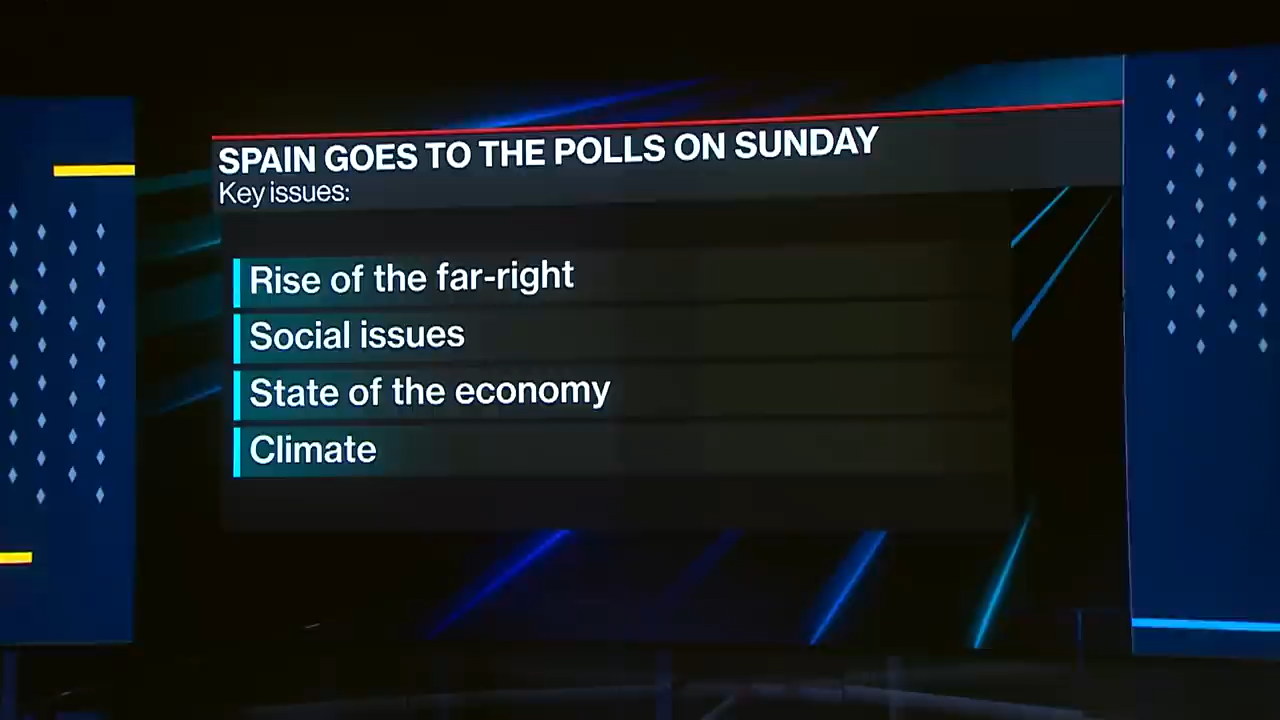 SPAIN GOES TO THE POLLS ON SUNDAY
Key issues:
Rise of the far-right
Social issues
State of the economy
Climate